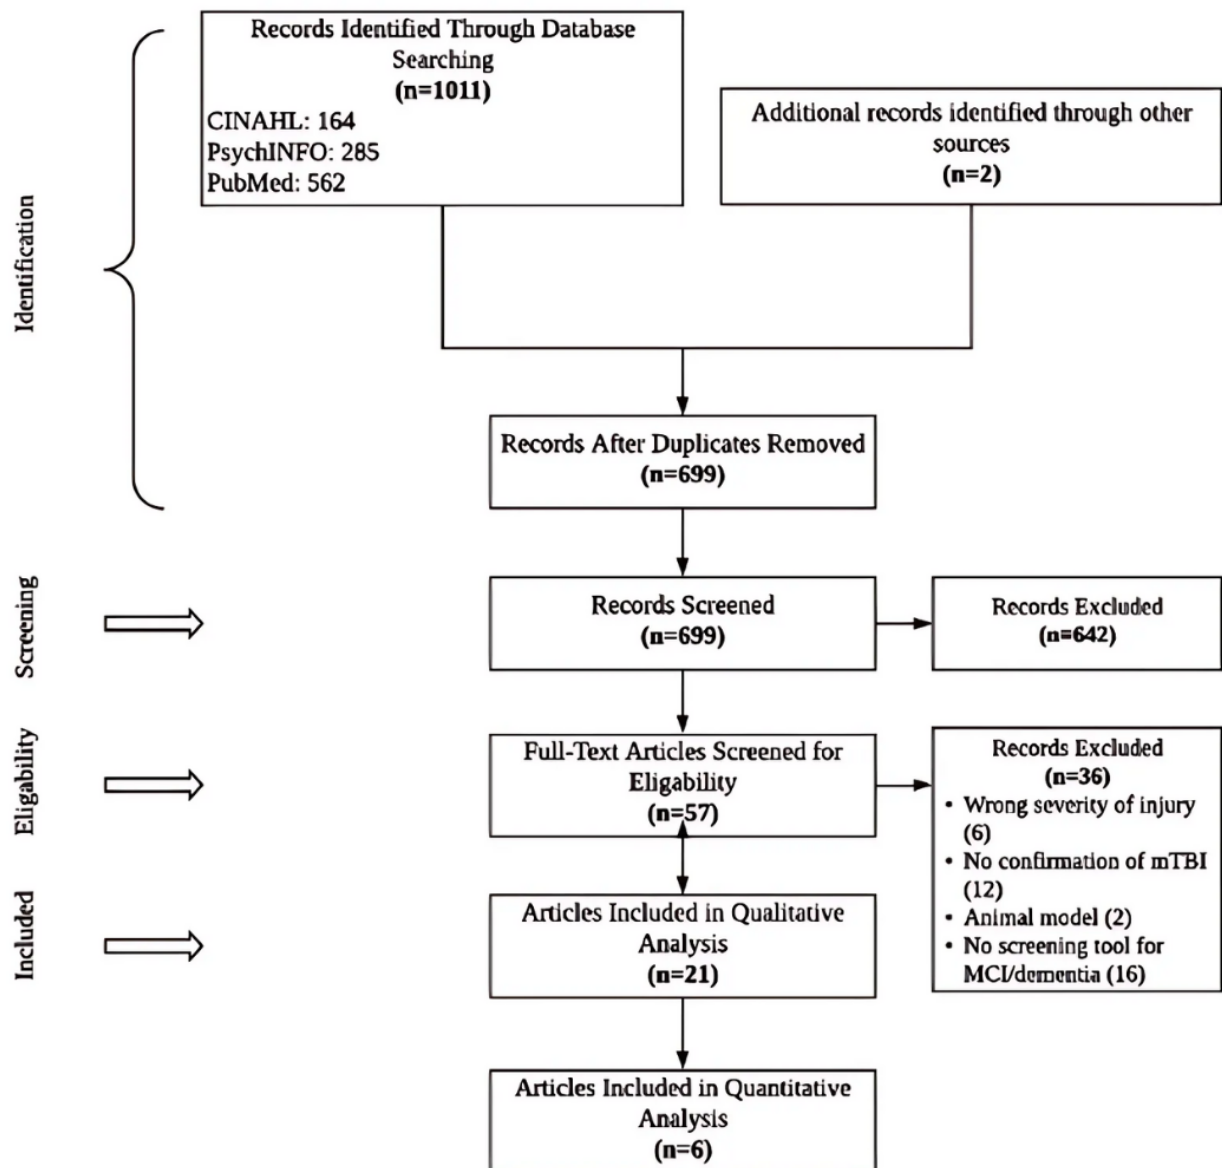 Records Identified Through Database
Searching
(n=1011)
CINAHL: 164
PsychINFO: 285
PubMed: 562
Additional records identified through other
sources
(n=2)
Identification
Records After Duplicates Removed
(n=699)
Screening
Records Screened
(n=699)
Records Excluded
(n=642)
Eligability
Full-Text Articles Screened for
Eligability
(n=57)
Records Excluded
(n=36)
• Wrong severity of injury
(6)
• No confirmation of mTBI
(12)
• Animal model (2)
• No screening tool for
MCI/dementia (16)
Included
Articles Included in Qualitative
Analysis
(n=21)
Articles Included in Quantitative
Analysis
(n=6)